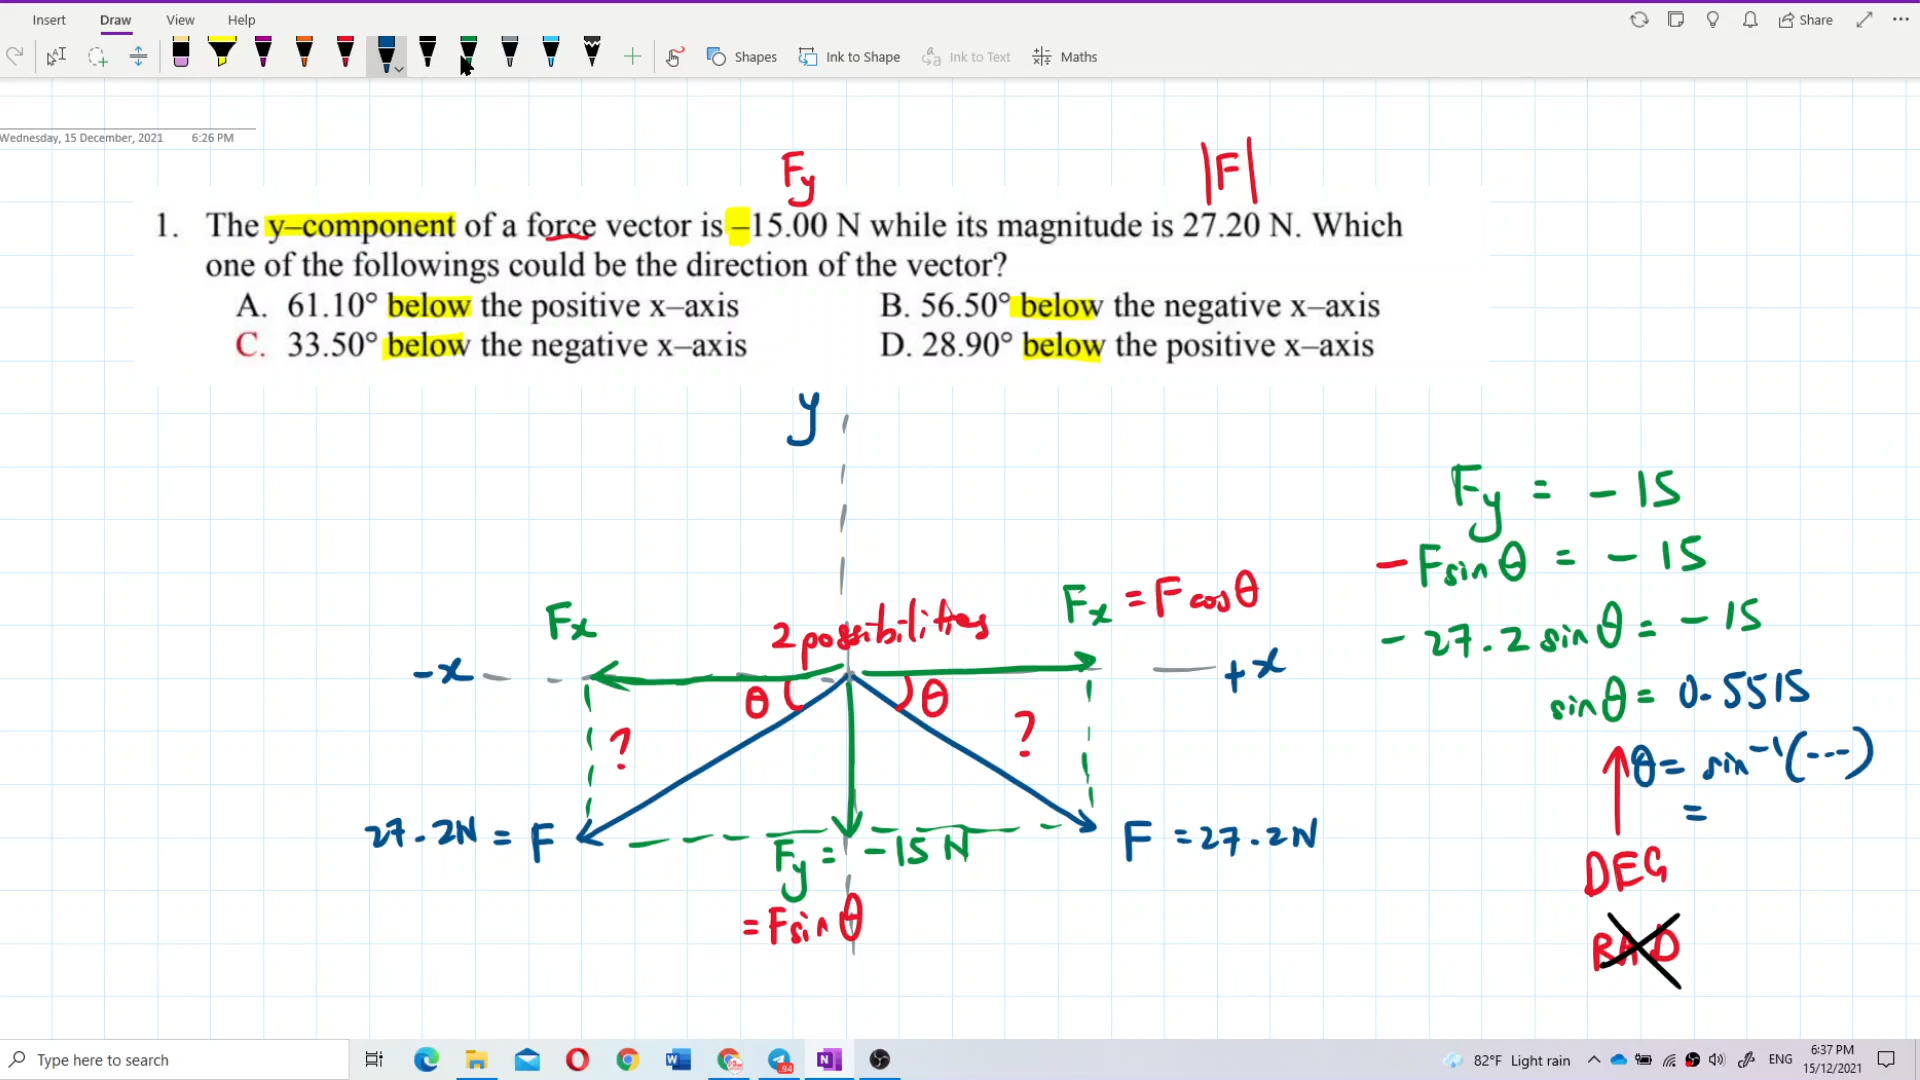 Insert Draw View Help
Share
Shapes Ink to Shape Ink to Text Maths
Wednesday, 15 December, 2021 6:26 PM
Fy |F|
1. The y–component of a force vector is –15.00 N while its magnitude is 27.20 N. Which
one of the followings could be the direction of the vector?
A. 61.10° below the positive x–axis B. 56.50° below the negative x–axis
C. 33.50° below the negative x–axis D. 28.90° below the positive x–axis
y
Fy = - 15
- Fsinθ = - 15
- 27.2 sinθ = - 15
sinθ = 0.5515
θ = sin⁻¹(---)
=
DEG
RAD
Fx 2 possibilities Fx = F cosθ
-x +x
θ θ
? ?
27.2N = F F = 27.2N
Fy = -15 N
= Fsinθ
Type here to search
94
82°F Light rain ENG 6:37 PM
15/12/2021